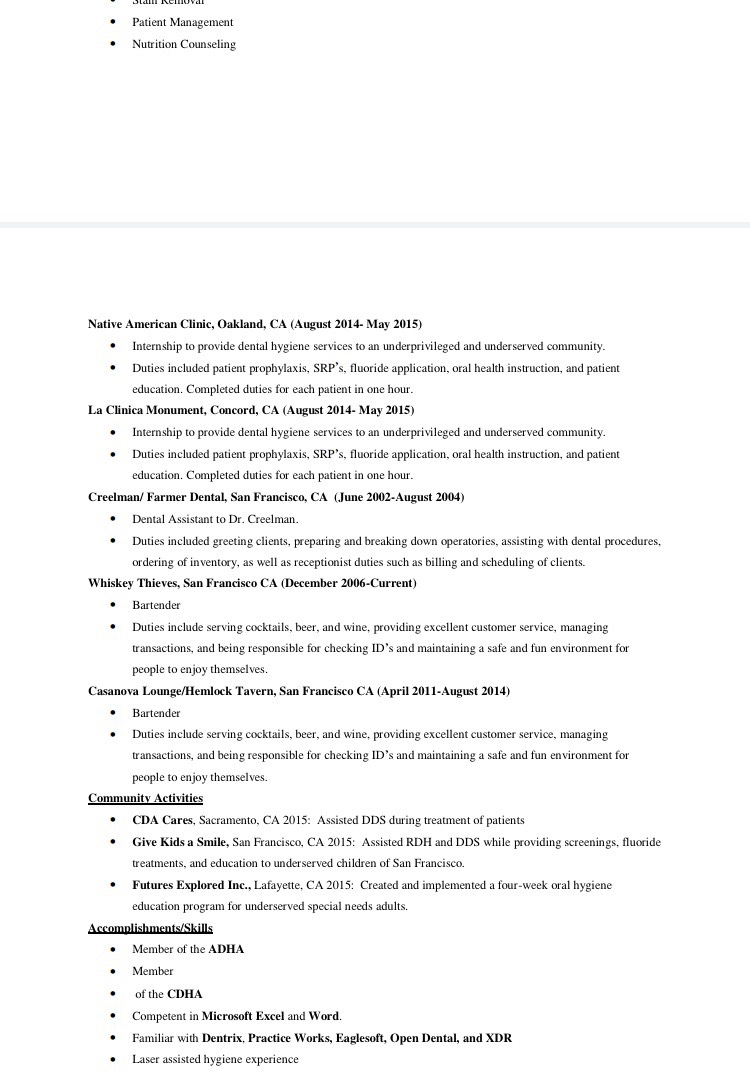 Stain Removal
• Patient Management
• Nutrition Counseling
Native American Clinic, Oakland, CA (August 2014- May 2015)
• Internship to provide dental hygiene services to an underprivileged and underserved community.
• Duties included patient prophylaxis, SRP’s, fluoride application, oral health instruction, and patient
education. Completed duties for each patient in one hour.
La Clinica Monument, Concord, CA (August 2014- May 2015)
• Internship to provide dental hygiene services to an underprivileged and underserved community.
• Duties included patient prophylaxis, SRP’s, fluoride application, oral health instruction, and patient
education. Completed duties for each patient in one hour.
Creelman/ Farmer Dental, San Francisco, CA  (June 2002-August 2004)
• Dental Assistant to Dr. Creelman.
• Duties included greeting clients, preparing and breaking down operatories, assisting with dental procedures,
ordering of inventory, as well as receptionist duties such as billing and scheduling of clients.
Whiskey Thieves, San Francisco CA (December 2006-Current)
• Bartender
• Duties include serving cocktails, beer, and wine, providing excellent customer service, managing
transactions, and being responsible for checking ID’s and maintaining a safe and fun environment for
people to enjoy themselves.
Casanova Lounge/Hemlock Tavern, San Francisco CA (April 2011-August 2014)
• Bartender
• Duties include serving cocktails, beer, and wine, providing excellent customer service, managing
transactions, and being responsible for checking ID’s and maintaining a safe and fun environment for
people to enjoy themselves.
Community Activities
• CDA Cares, Sacramento, CA 2015:  Assisted DDS during treatment of patients
• Give Kids a Smile, San Francisco, CA 2015:  Assisted RDH and DDS while providing screenings, fluoride
treatments, and education to underserved children of San Francisco.
• Futures Explored Inc., Lafayette, CA 2015:  Created and implemented a four-week oral hygiene
education program for underserved special needs adults.
Accomplishments/Skills
• Member of the ADHA
• Member
• of the CDHA
• Competent in Microsoft Excel and Word.
• Familiar with Dentrix, Practice Works, Eaglesoft, Open Dental, and XDR
• Laser assisted hygiene experience